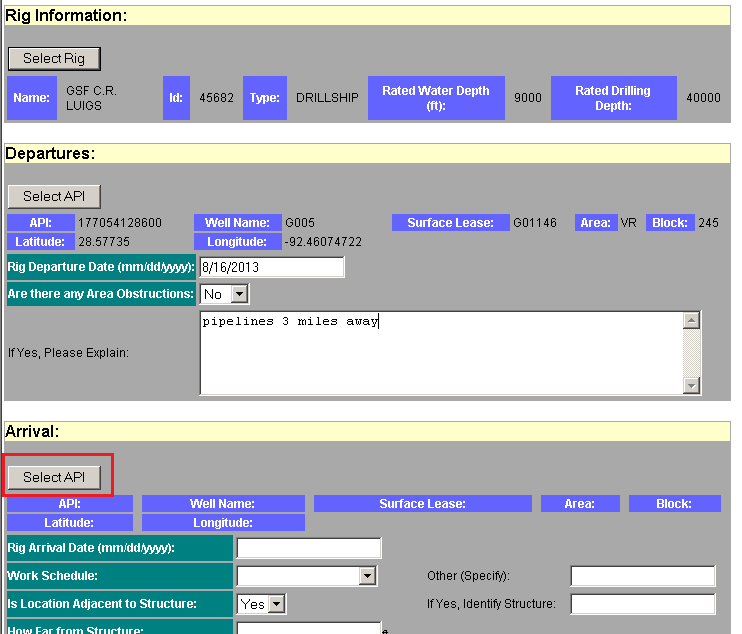 Rig Information:
Select Rig
Name: GSF C.R. LUIGS Id: 45682 Type: DRILLSHIP Rated Water Depth (ft): 9000 Rated Drilling Depth: 40000
Departures:
Select API
API: 177054128600 Well Name: G005 Surface Lease: G01146 Area: VR Block: 245
Latitude: 28.57735 Longitude: -92.46074722
Rig Departure Date (mm/dd/yyyy): 8/16/2013
Are there any Area Obstructions: No
pipelines 3 miles away
If Yes, Please Explain:
Arrival:
Select API
API: Well Name: Surface Lease: Area: Block:
Latitude: Longitude:
Rig Arrival Date (mm/dd/yyyy):
Work Schedule: Other (Specify):
Is Location Adjacent to Structure: Yes If Yes, Identify Structure:
How Far from Structure: